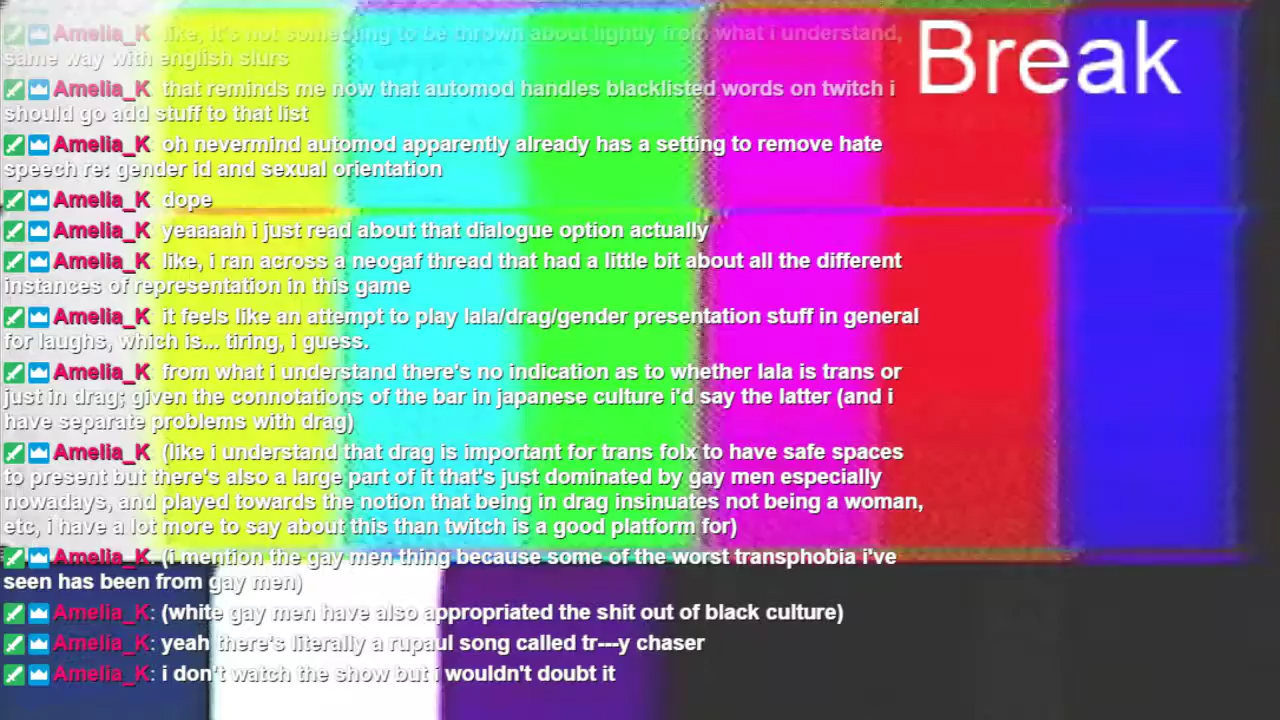 Break
Amelia_K: like, it's not something to be thrown about lightly from what i understand,
same way with english slurs
Amelia_K: that reminds me now that automod handles blacklisted words on twitch i
should go add stuff to that list
Amelia_K: oh nevermind automod apparently already has a setting to remove hate
speech re: gender id and sexual orientation
Amelia_K: dope
Amelia_K: yeaaaah i just read about that dialogue option actually
Amelia_K: like, i ran across a neogaf thread that had a little bit about all the different
instances of representation in this game
Amelia_K: it feels like an attempt to play lala/drag/gender presentation stuff in general
for laughs, which is... tiring, i guess.
Amelia_K: from what i understand there's no indication as to whether lala is trans or
just in drag; given the connotations of the bar in japanese culture i'd say the latter (and i
have separate problems with drag)
Amelia_K: (like i understand that drag is important for trans folx to have safe spaces
to present but there's also a large part of it that's just dominated by gay men especially
nowadays, and played towards the notion that being in drag insinuates not being a woman,
etc, i have a lot more to say about this than twitch is a good platform for)
Amelia_K: (i mention the gay men thing because some of the worst transphobia i've
seen has been from gay men)
Amelia_K: (white gay men have also appropriated the shit out of black culture)
Amelia_K: yeah there's literally a rupaul song called tr---y chaser
Amelia_K: i don't watch the show but i wouldn't doubt it